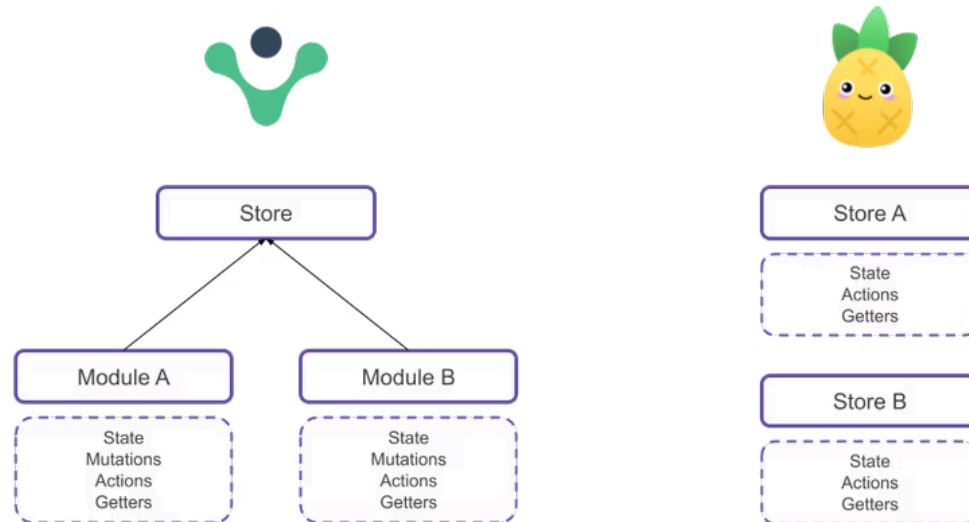 Store
Module A
State
Mutations
Actions
Getters
Module B
State
Mutations
Actions
Getters
Store A
State
Actions
Getters
Store B
State
Actions
Getters